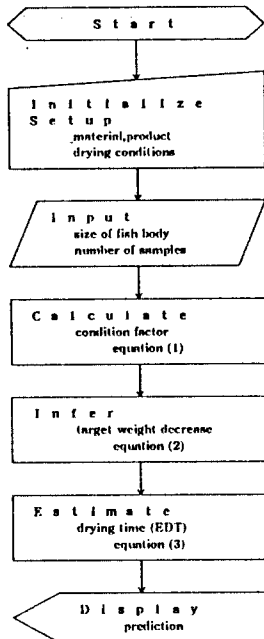 Start
Initialize
Setup
material,product
drying conditions
Input
size of fish body
number of samples
Calculate
condition factor
equation (1)
Infer
target weight decrease
equation (2)
Estimate
drying time (EDT)
equation (3)
Display
prediction